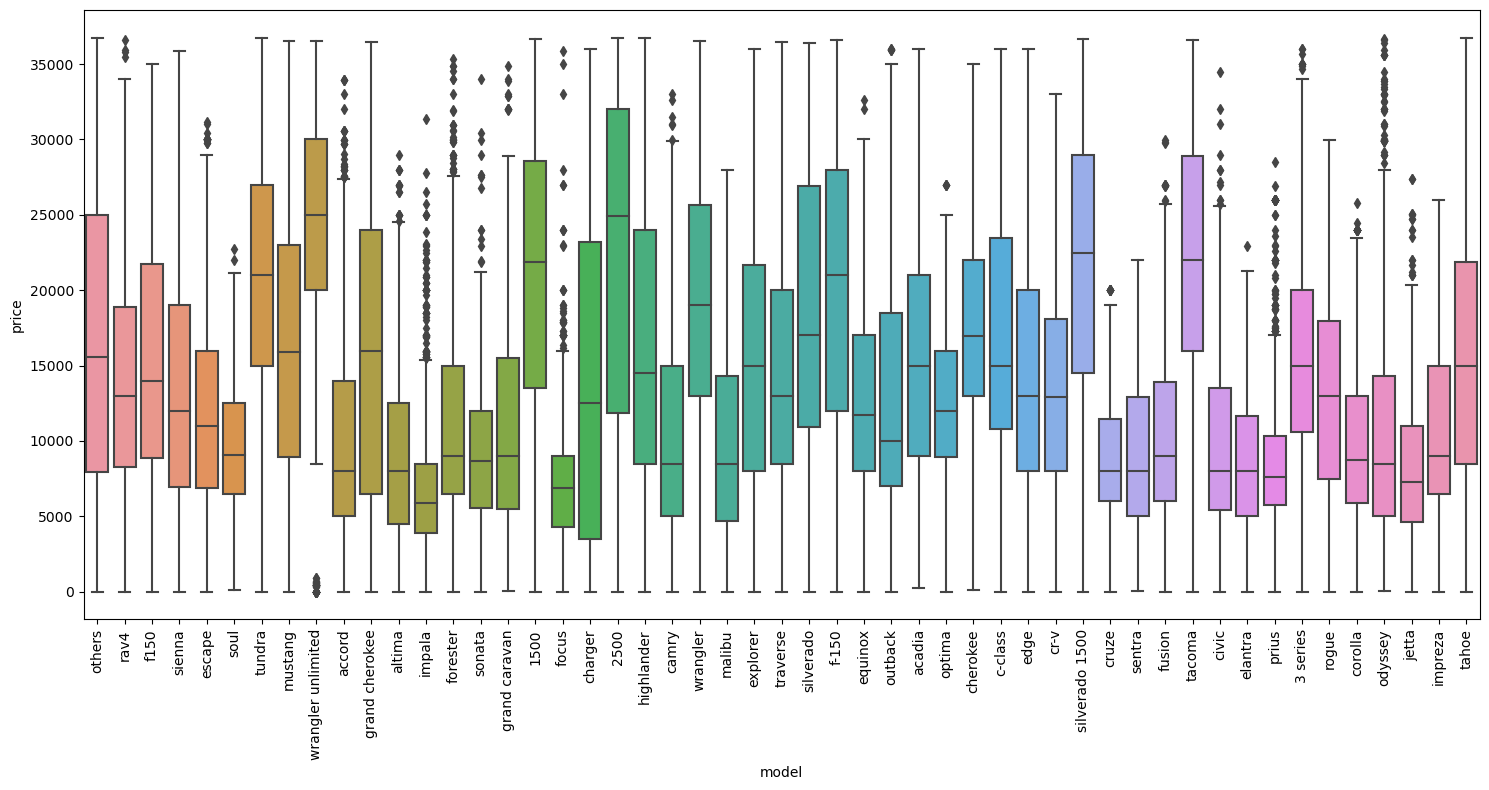 35000
30000
25000
20000
15000
10000
5000
0
price
others
rav4
f150
sienna
escape
soul
tundra
mustang
wrangler unlimited
accord
grand cherokee
altima
impala
forester
sonata
grand caravan
1500
focus
charger
2500
highlander
camry
wrangler
malibu
explorer
traverse
silverado
f-150
equinox
outback
acadia
optima
cherokee
c-class
edge
cr-v
silverado 1500
cruze
sentra
fusion
tacoma
civic
elantra
prius
3 series
rogue
corolla
odyssey
jetta
impreza
tahoe
model